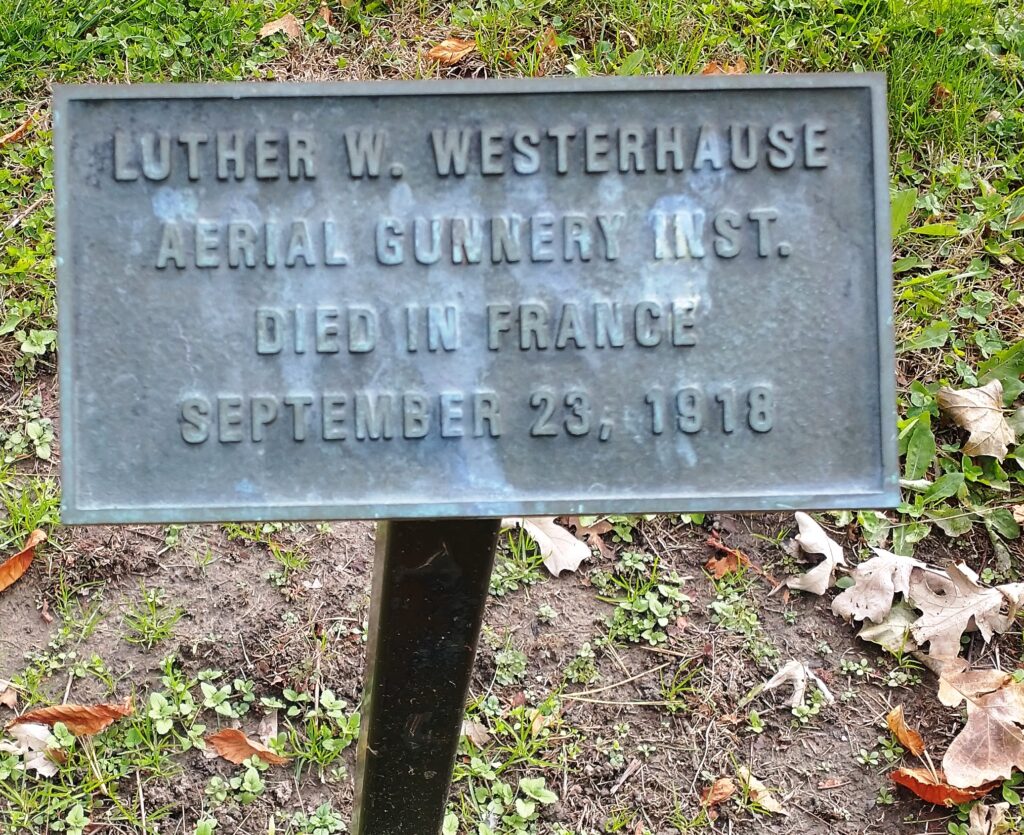 LUTHER W. WESTERHAUSE
AERIAL GUNNERY INST.
DIED IN FRANCE
SEPTEMBER 23, 1918